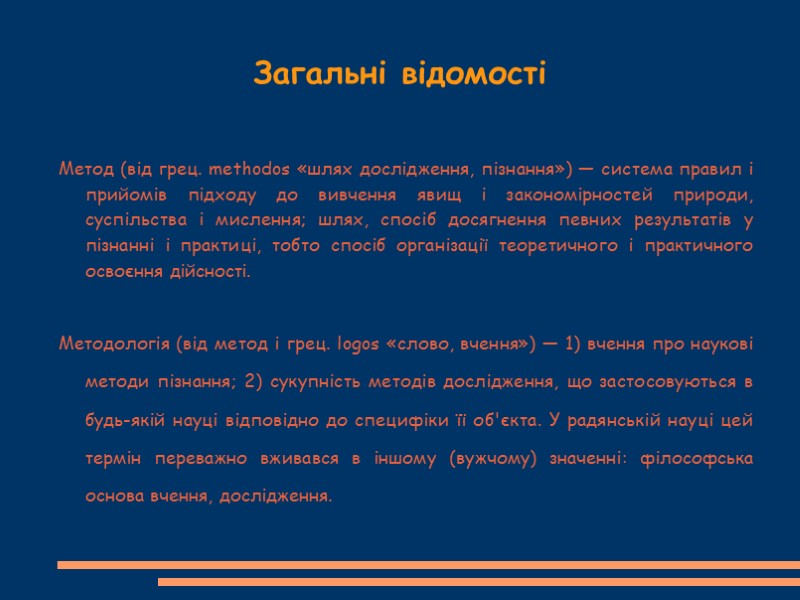 Загальні відомості
Метод (від грец. methodos «шлях дослідження, пізнання») — система правил і
прийомів підходу до вивчення явищ і закономірностей природи,
суспільства і мислення; шлях, спосіб досягнення певних результатів у
пізнанні і практиці, тобто спосіб організації теоретичного і практичного
освоєння дійсності.
Методологія (від метод і грец. logos «слово, вчення») — 1) вчення про наукові
методи пізнання; 2) сукупність методів дослідження, що застосовуються в
будь-якій науці відповідно до специфіки її об'єкта. У радянській науці цей
термін переважно вживався в іншому (вужчому) значенні: філософська
основа вчення, дослідження.